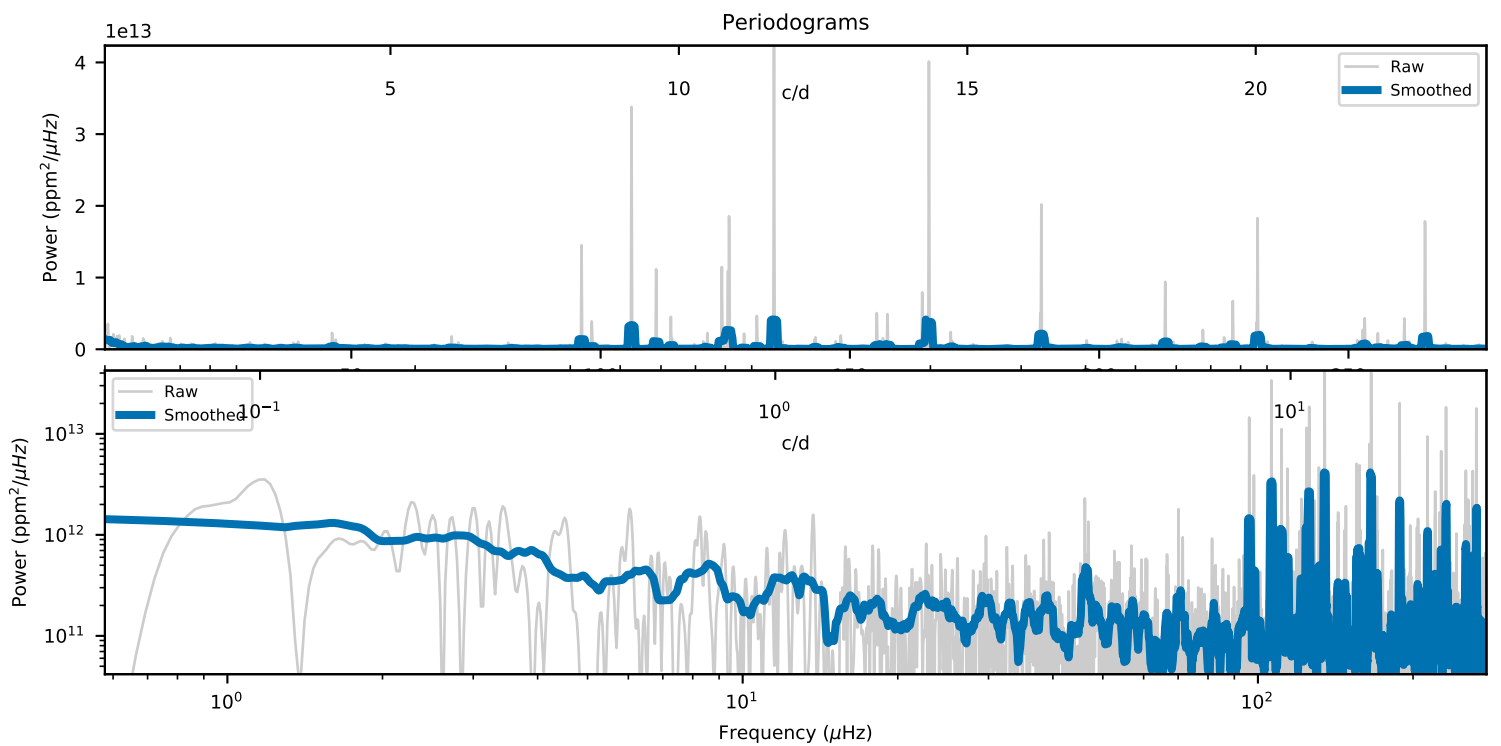 Periodograms
1e13
4
3
2
1
0
Power (ppm²/μHz)
5
10
15
20
c/d
Raw
Smoothed
Raw
Smoothed
10⁻¹
10⁰
10¹
c/d
10¹³
10¹²
10¹¹
Power (ppm²/μHz)
10⁰
10¹
10²
Frequency (μHz)